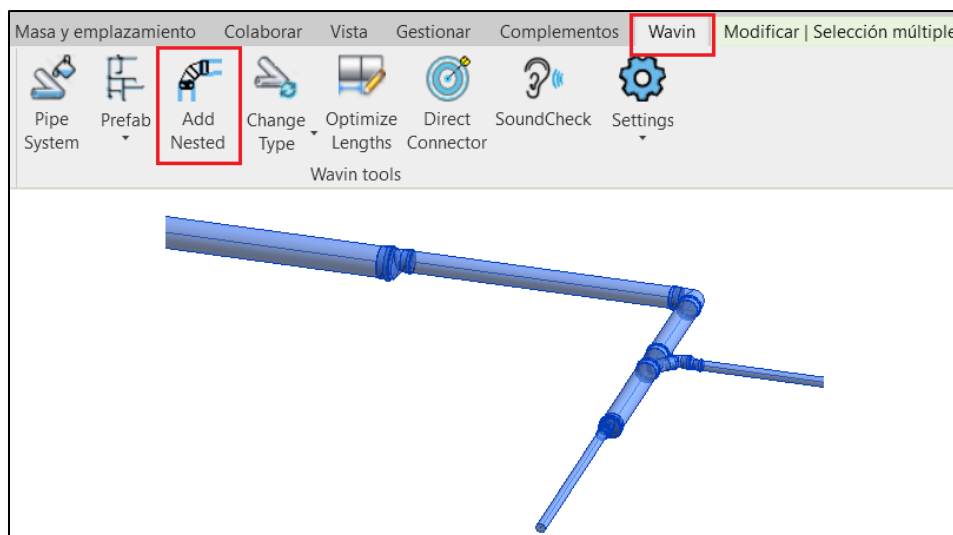 Masa y emplazamiento Colaborar Vista Gestionar Complementos Wavin Modificar | Selección múltiple
Pipe System Prefab Add Nested Change Type Optimize Lengths Direct Connector SoundCheck Settings
Wavin tools